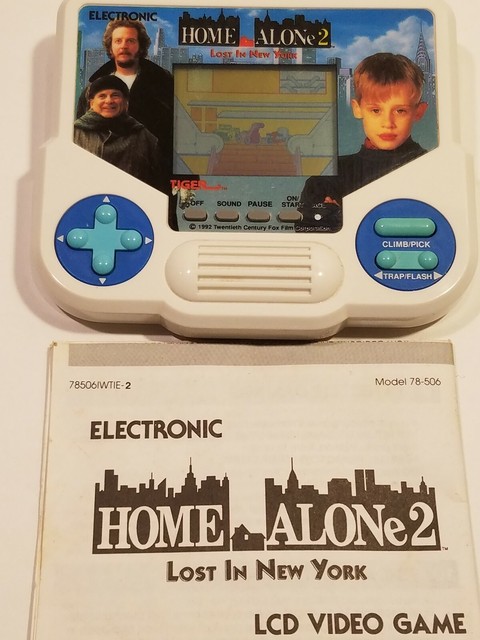 ELECTRONIC
HOME ALONe 2
LOST IN NEW YORK
TIGER
OFF SOUND PAUSE ON/START
© 1992 Twentieth Century Fox Film Corporation
CLIMB/PICK
TRAP/FLASH
78506IWTIE-2 Model 78-506
ELECTRONIC
HOME ALONe 2
LOST IN NEW YORK
LCD VIDEO GAME